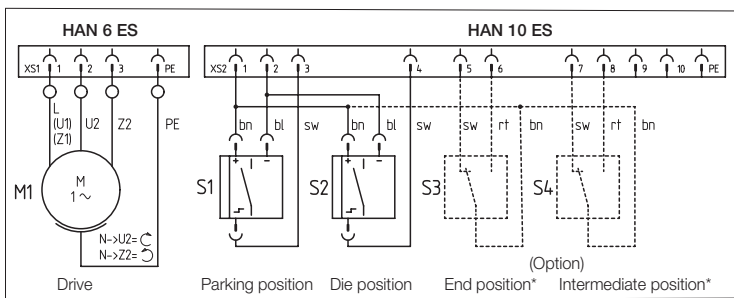 HAN 6 ES HAN 10 ES
XS1 1 2 3 PE XS2 1 2 3 4 5 6 7 8 9 10 PE
L (U1) (Z1) U2 Z2 PE bn bl sw bn bl sw sw rt bn sw rt bn
M1 M 1~ S1 + − S2 + − S3 S4
N->U2=
N->Z2=
(Option)
Drive Parking position Die position End position* Intermediate position*